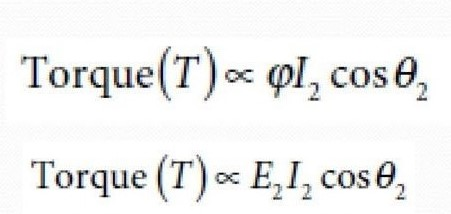 Torque(T) ∝ φI₂ cosθ₂
Torque (T) ∝ E₂I₂ cosθ₂